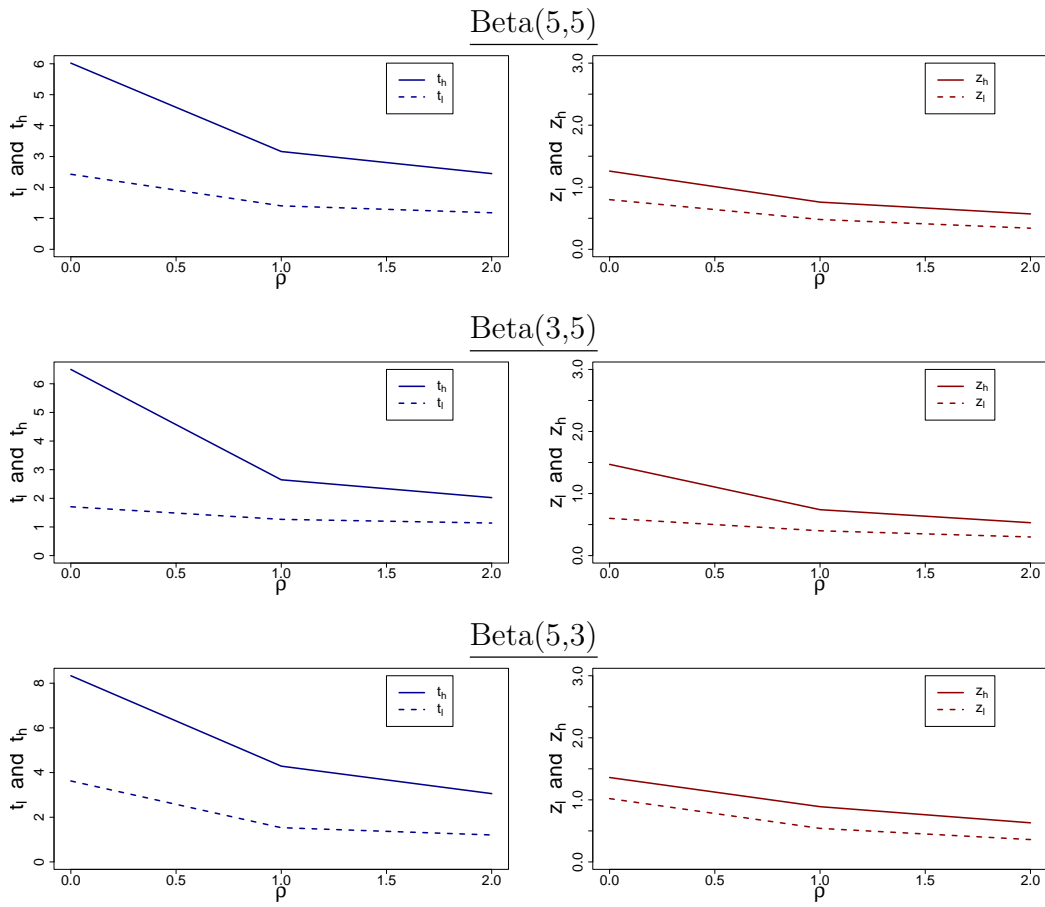 Beta(5,5)
t_l and t_h
0 1 2 3 4 5 6
t_h
t_l
0.0 0.5 1.0 1.5 2.0
ρ
z_l and z_h
0.0 1.0 2.0 3.0
z_h
z_l
0.0 0.5 1.0 1.5 2.0
ρ
Beta(3,5)
t_l and t_h
0 1 2 3 4 5 6
t_h
t_l
0.0 0.5 1.0 1.5 2.0
ρ
z_l and z_h
0.0 1.0 2.0 3.0
z_h
z_l
0.0 0.5 1.0 1.5 2.0
ρ
Beta(5,3)
t_l and t_h
0 2 4 6 8
t_h
t_l
0.0 0.5 1.0 1.5 2.0
ρ
z_l and z_h
0.0 1.0 2.0 3.0
z_h
z_l
0.0 0.5 1.0 1.5 2.0
ρ